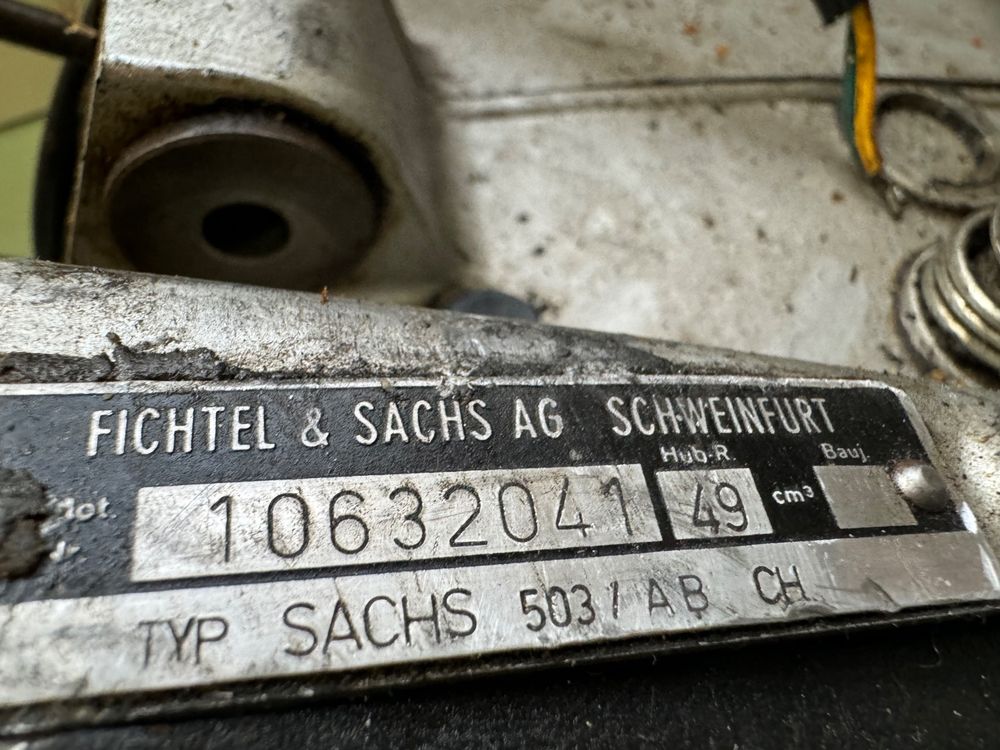 FICHTEL & SACHS AG SCHWEINFURT
Hub-R. Bauj.
10632041 49 cm³
TYP SACHS 503 / AB CH